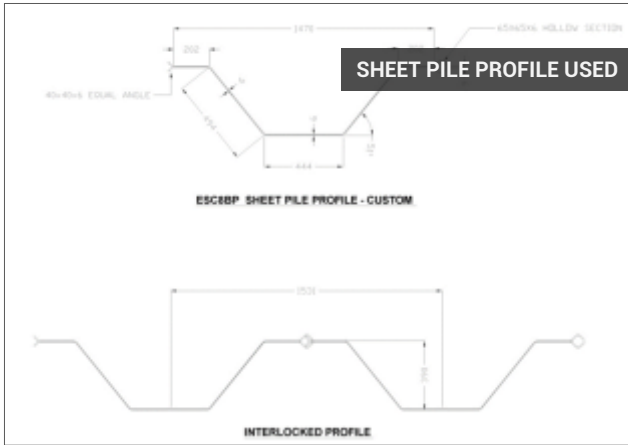 1470
65X65X6 HOLLOW SECTION
202
SHEET PILE PROFILE USED
40x40x6 EQUAL ANGLE
444
ESC8BP SHEET PILE PROFILE - CUSTOM
1531
INTERLOCKED PROFILE